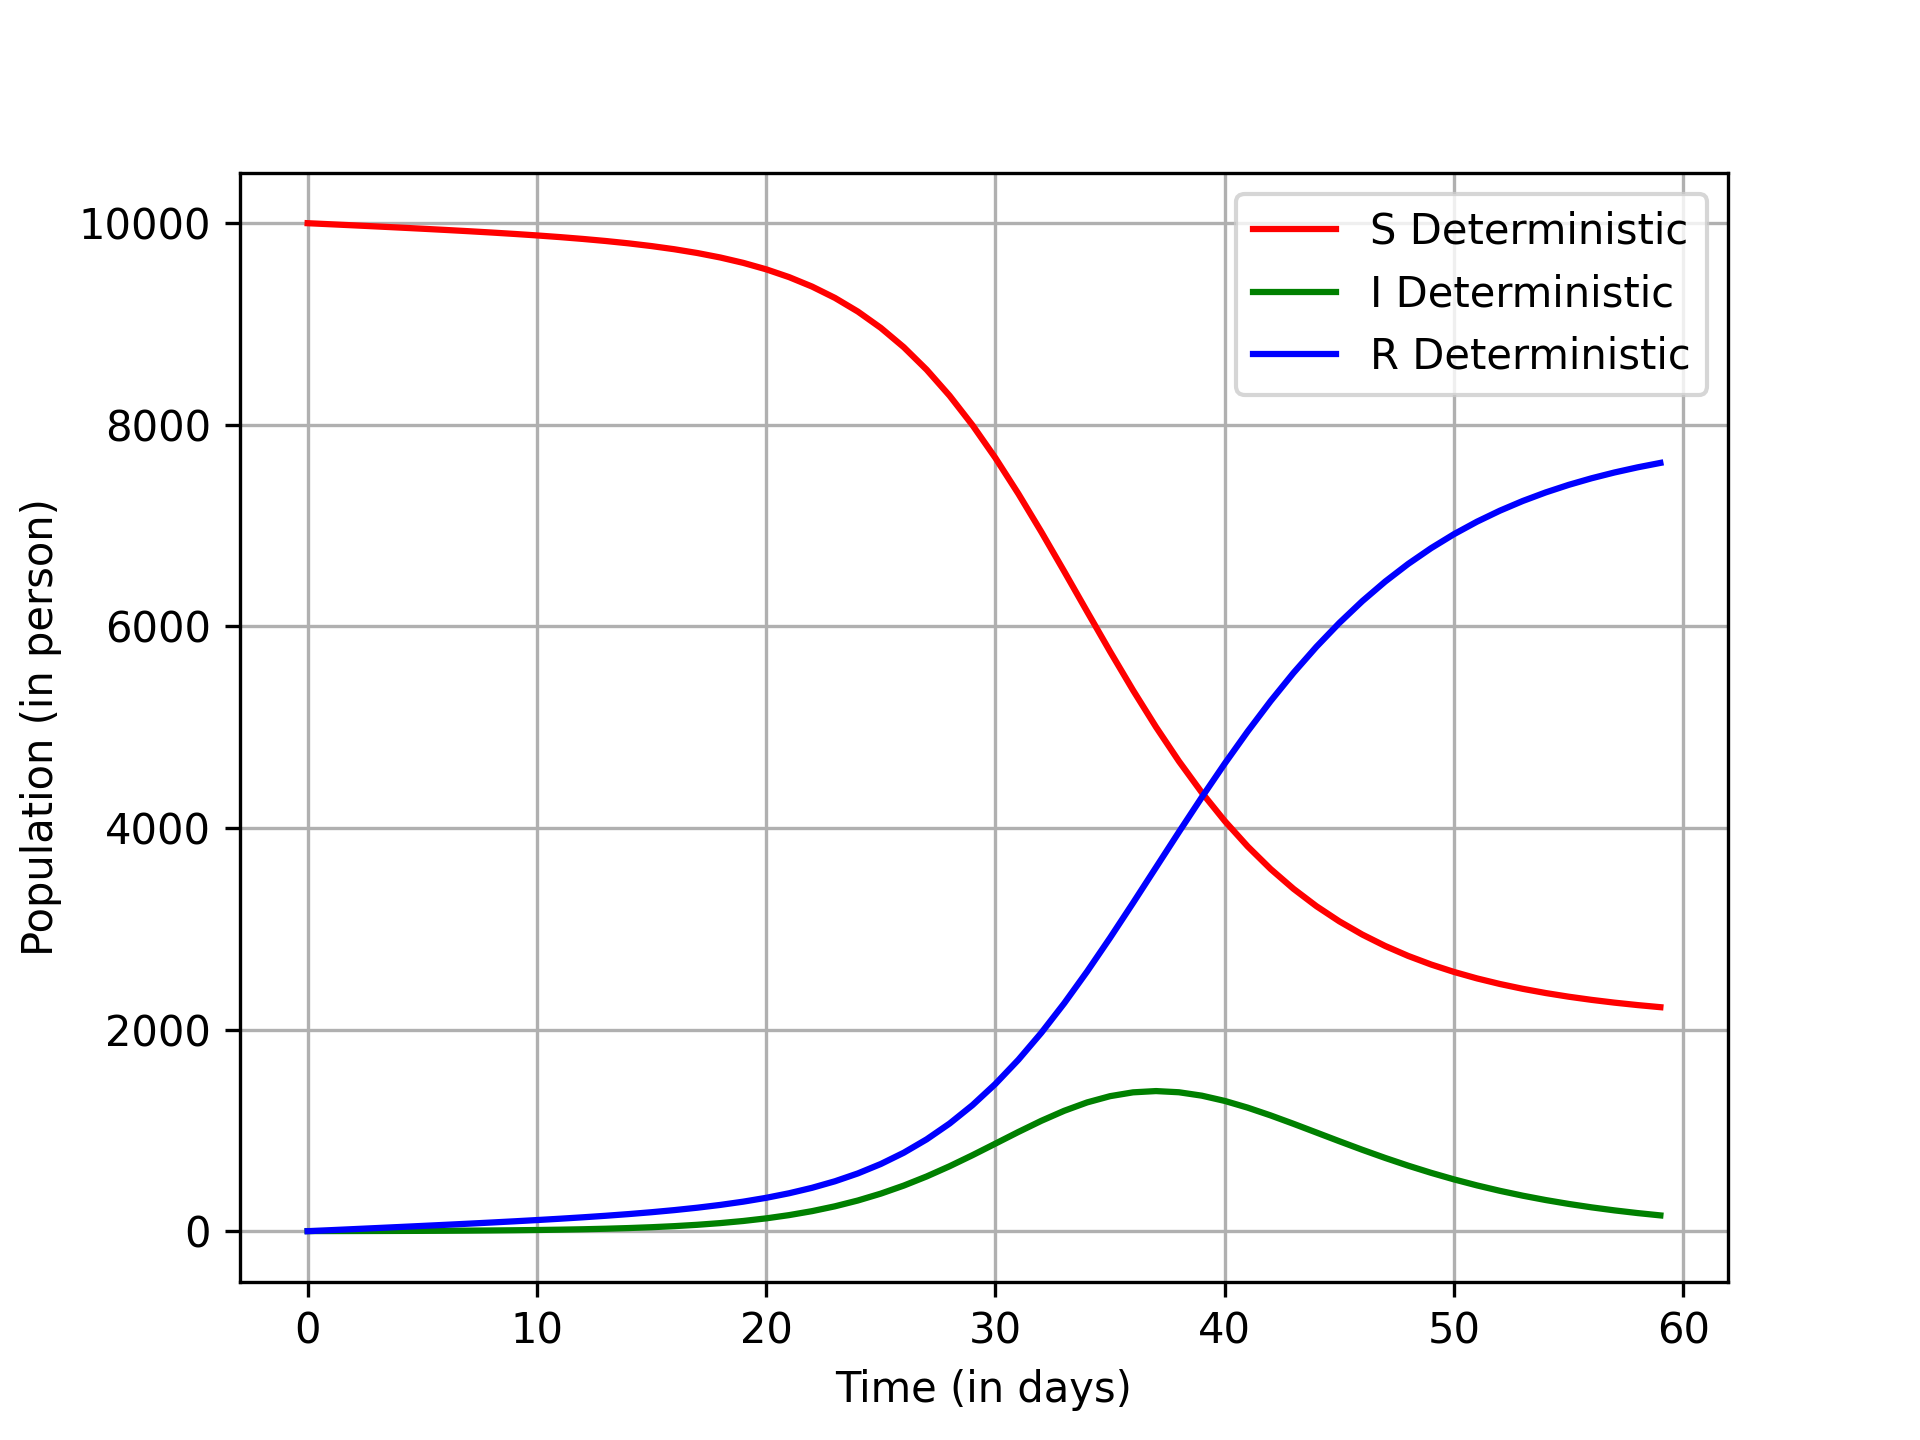 S Deterministic
I Deterministic
R Deterministic
10000
8000
6000
4000
2000
0
Population (in person)
0 10 20 30 40 50 60
Time (in days)